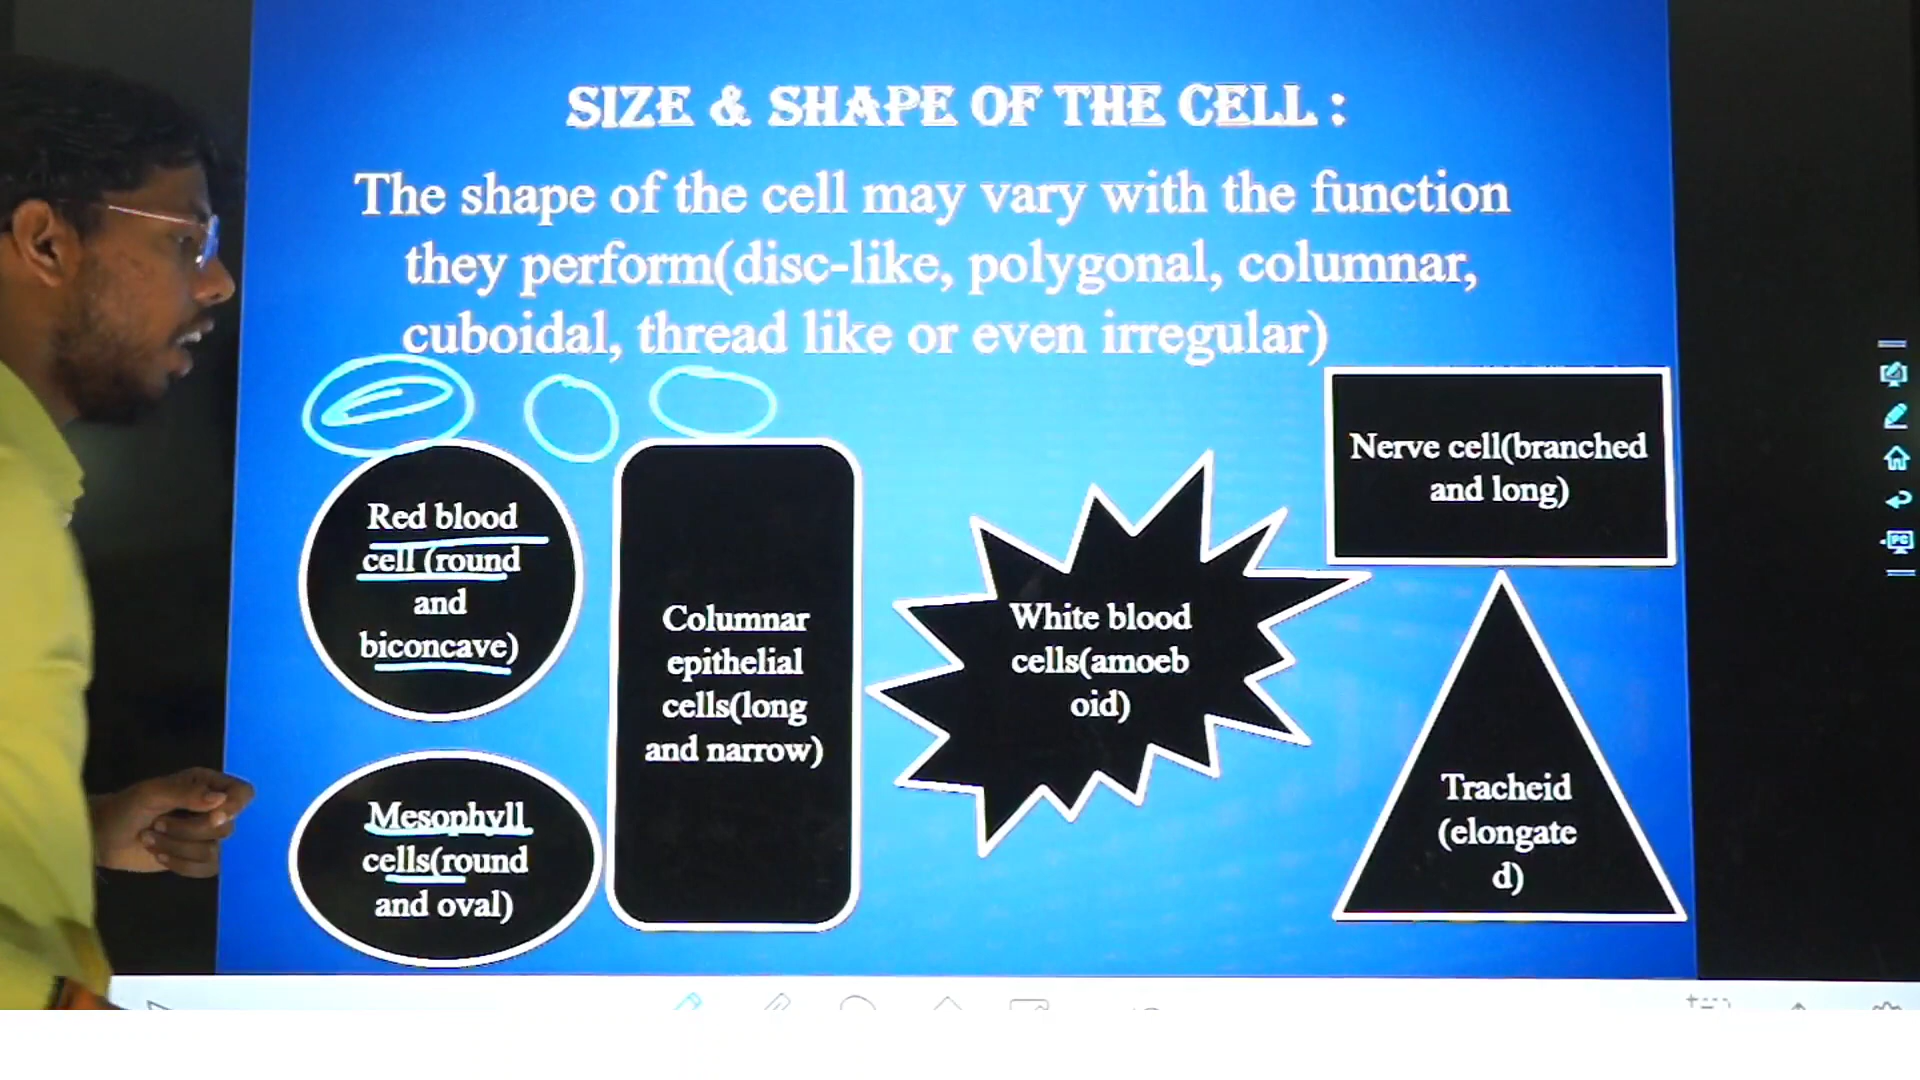 SIZE & SHAPE OF THE CELL :
The shape of the cell may vary with the function
they perform(disc-like, polygonal, columnar,
cuboidal, thread like or even irregular)
Red blood
cell (round
and
biconcave)
Mesophyll
cells(round
and oval)
Columnar
epithelial
cells(long
and narrow)
White blood
cells(amoeb
oid)
Nerve cell(branched
and long)
Tracheid
(elongate
d)
PC